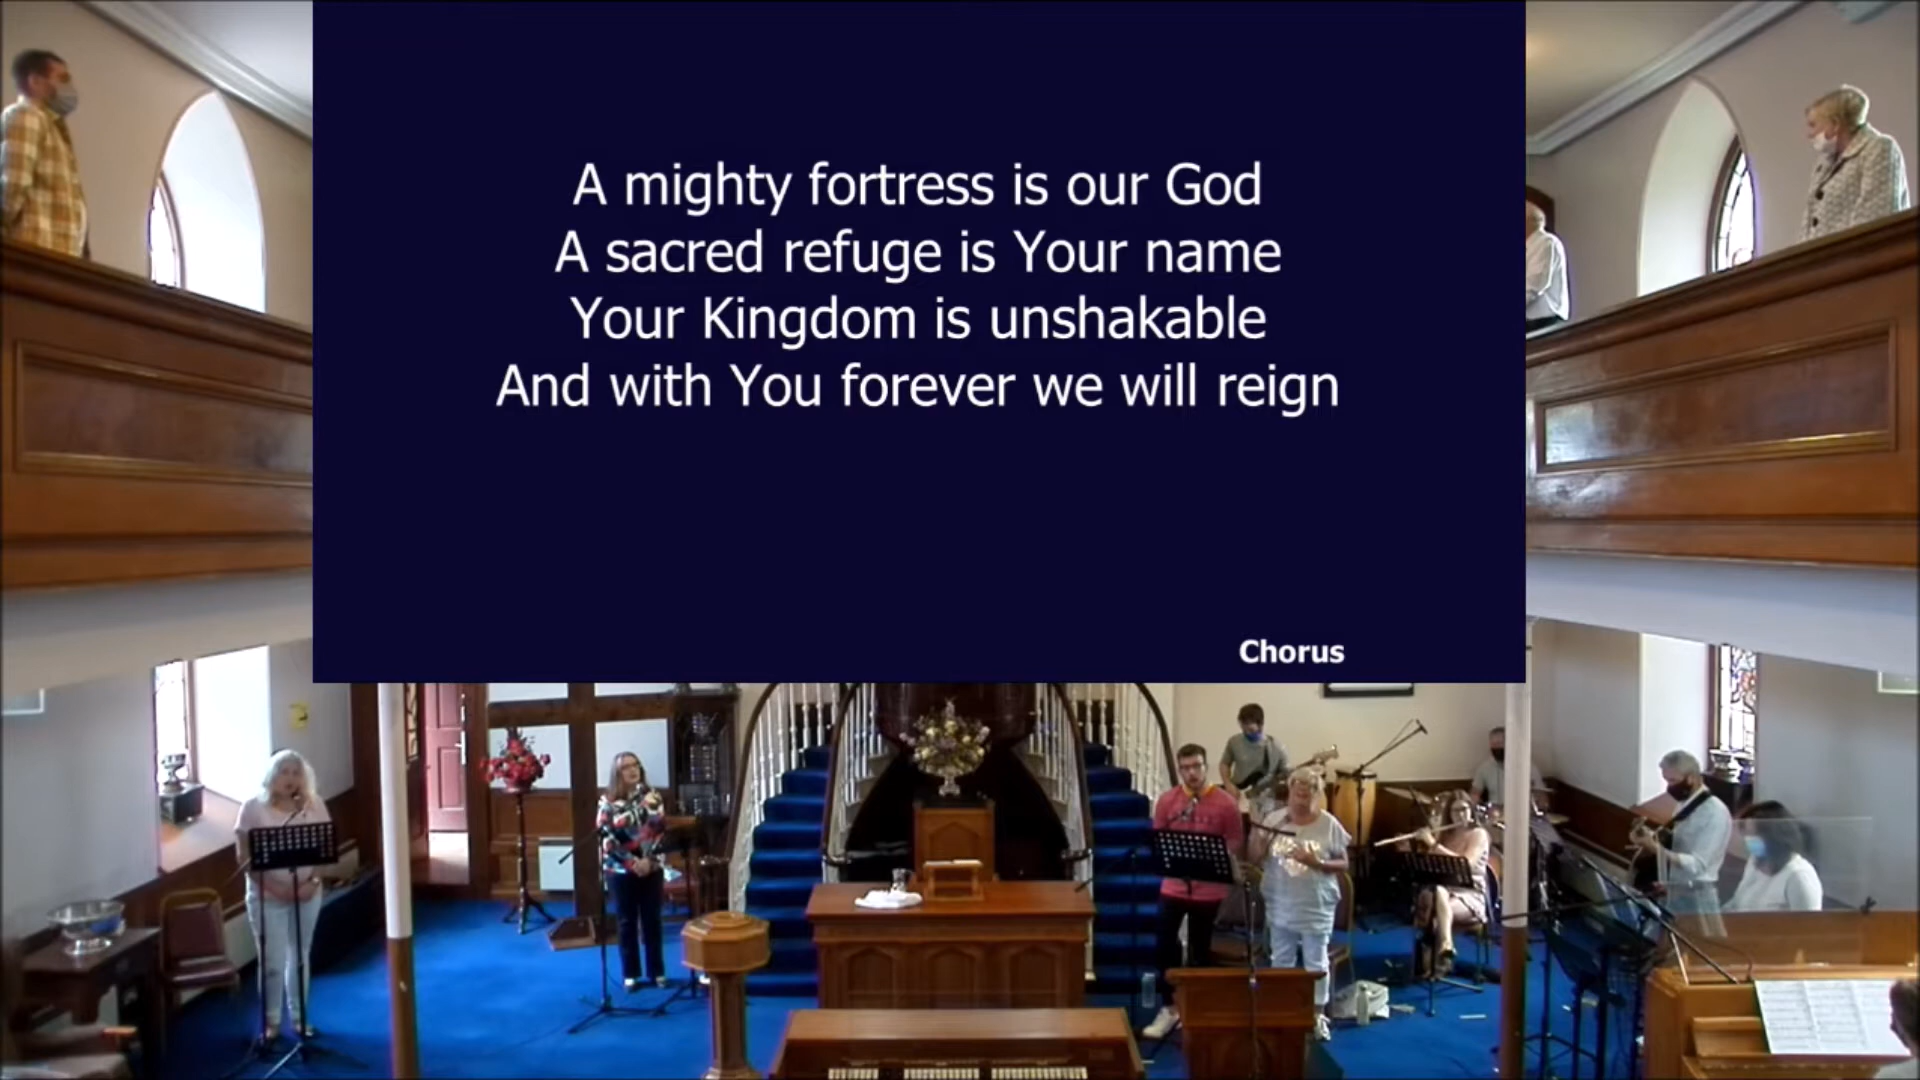 A mighty fortress is our God
A sacred refuge is Your name
Your Kingdom is unshakable
And with You forever we will reign
Chorus